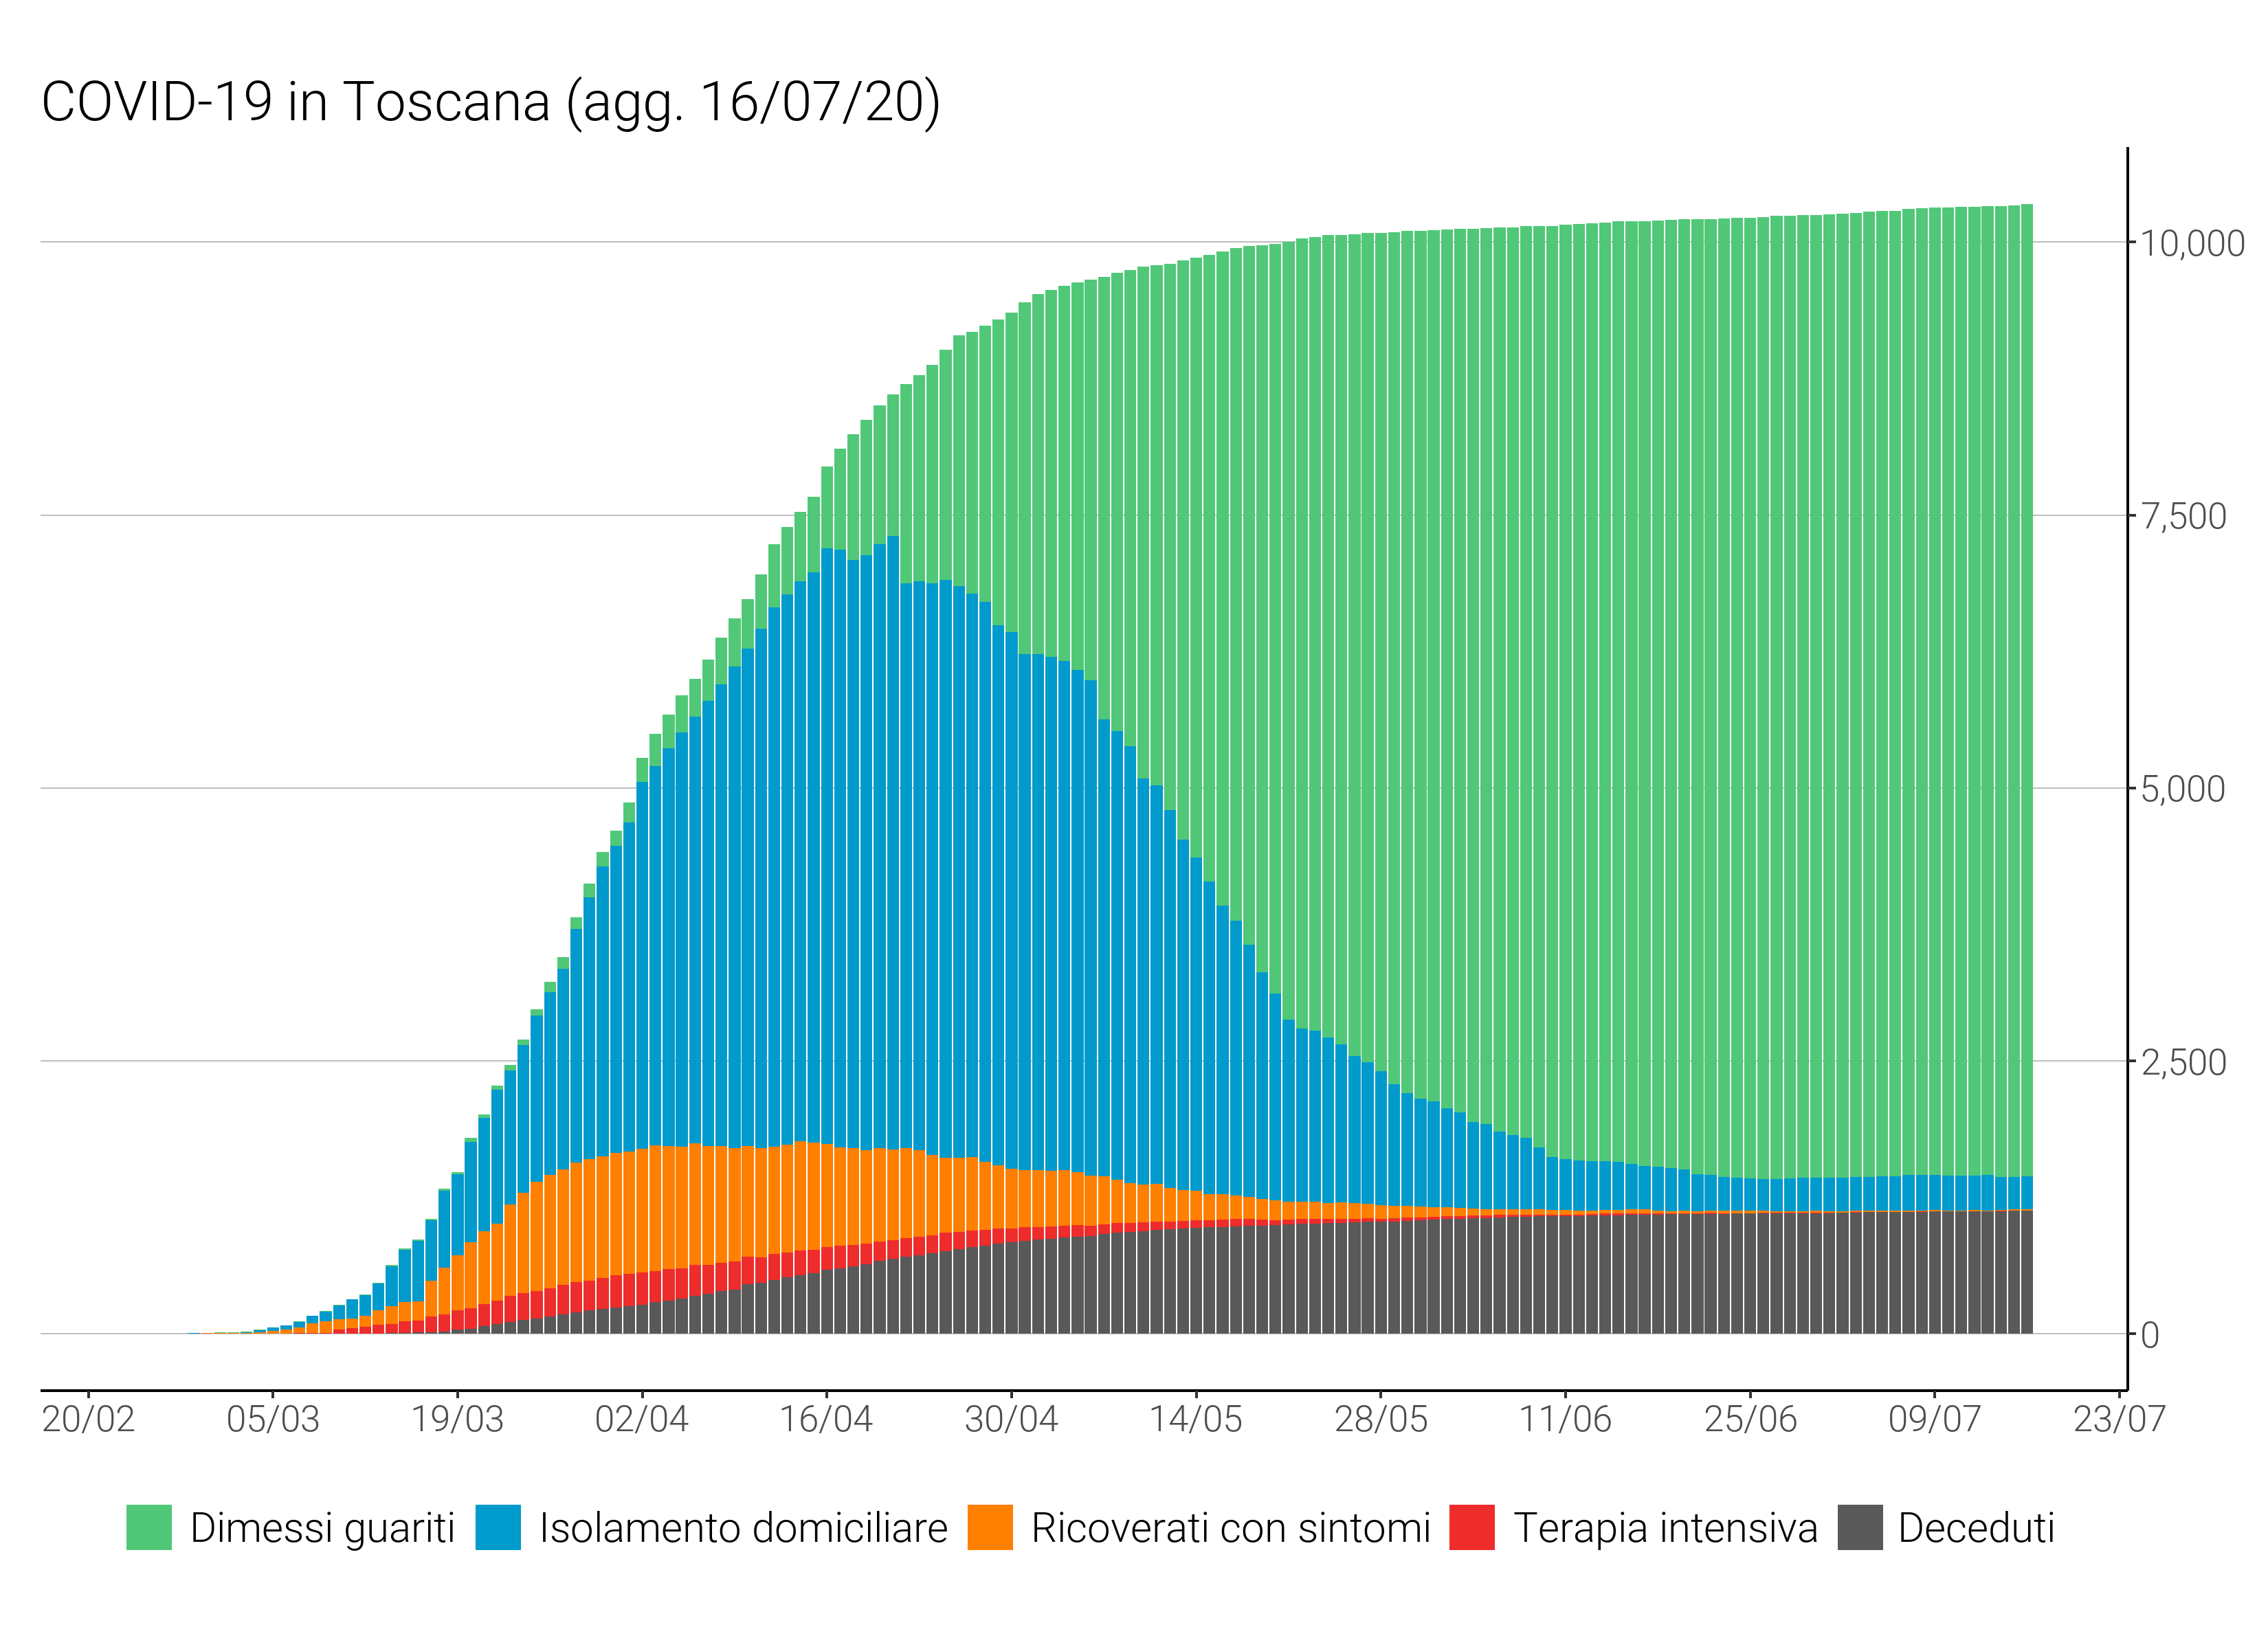 COVID-19 in Toscana (agg. 16/07/20)
10,000
7,500
5,000
2,500
0
20/02 05/03 19/03 02/04 16/04 30/04 14/05 28/05 11/06 25/06 09/07 23/07
Dimessi guariti Isolamento domiciliare Ricoverati con sintomi Terapia intensiva Deceduti